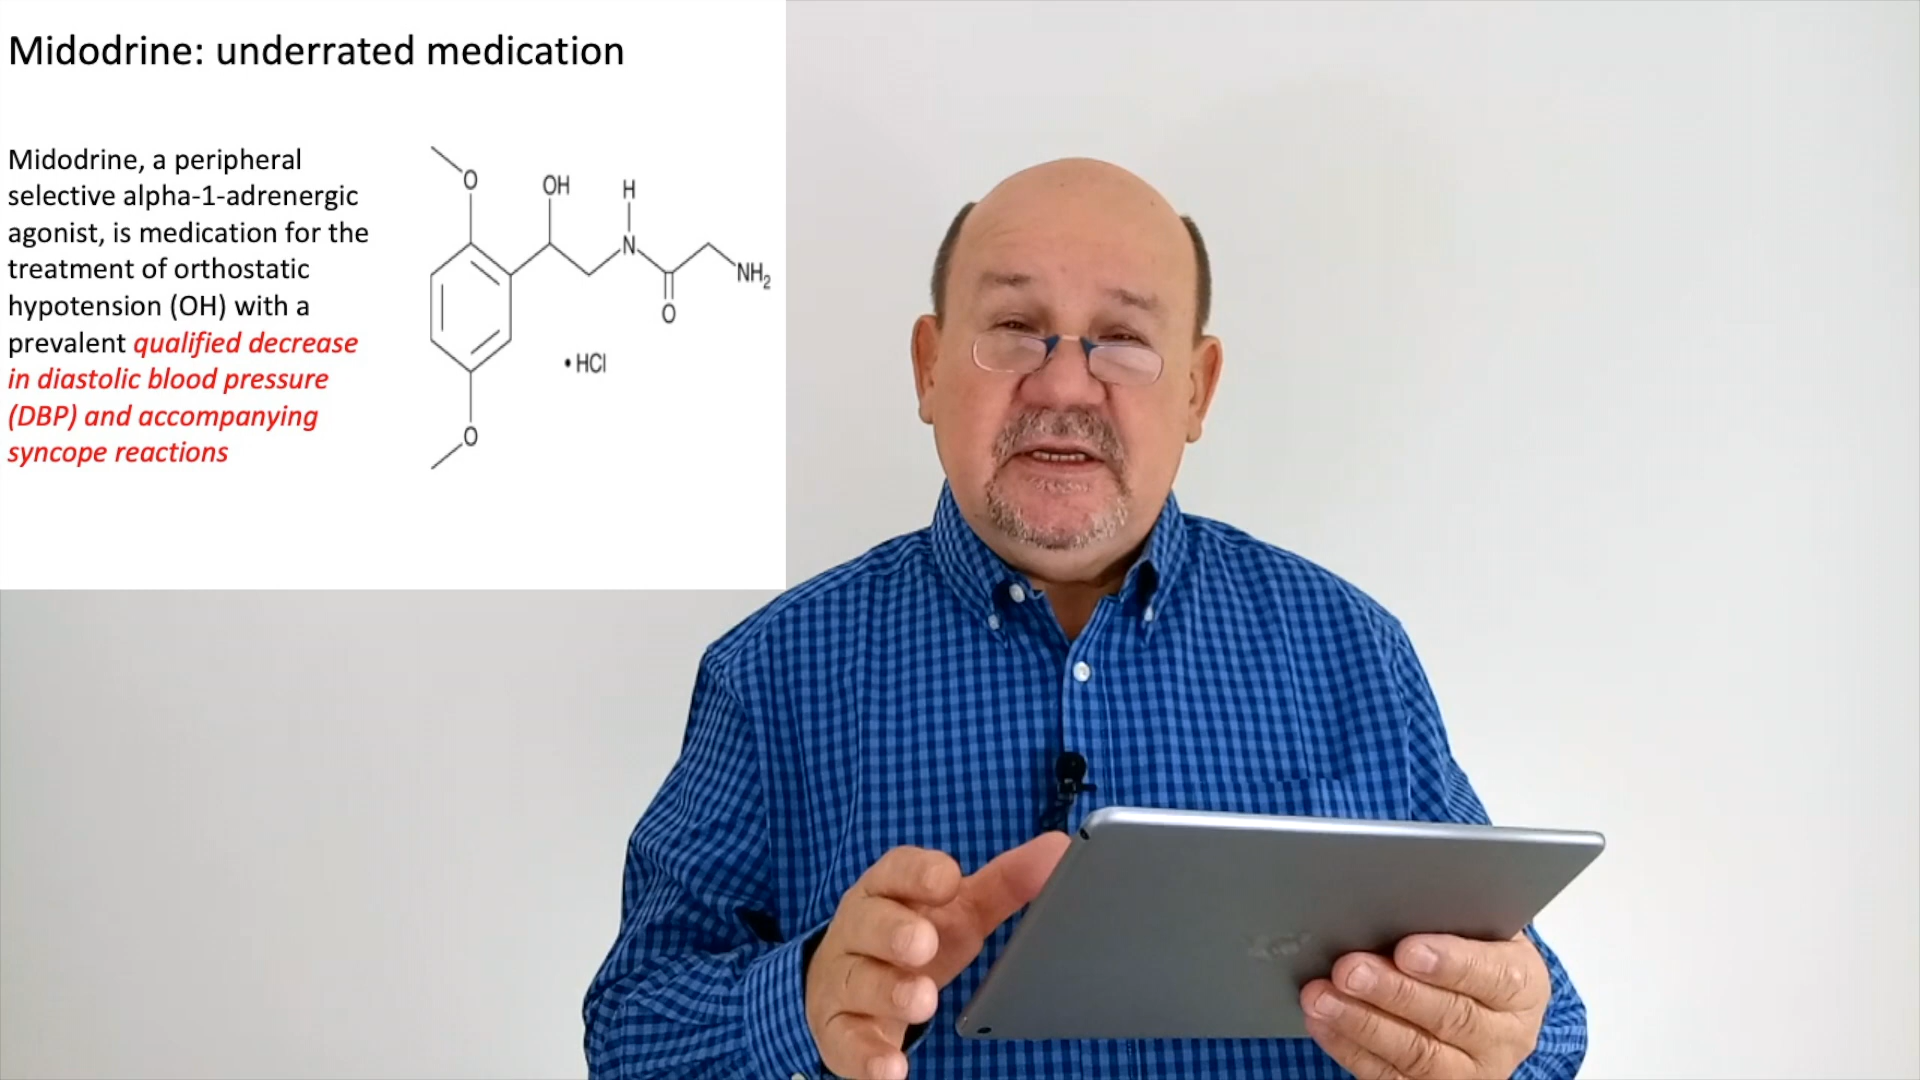 Midodrine: underrated medication
Midodrine, a peripheral
selective alpha-1-adrenergic
agonist, is medication for the
treatment of orthostatic
hypotension (OH) with a
prevalent qualified decrease
in diastolic blood pressure
(DBP) and accompanying
syncope reactions
O
OH
H
N
NH₂
O
• HCl
O